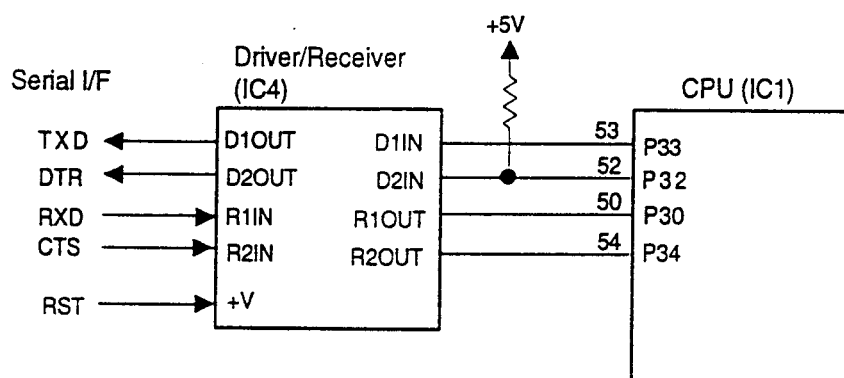 +5V
Driver/Receiver
(IC4)
Serial I/F
CPU (IC1)
TXD
D1OUT
D1IN
53
P33
DTR
D2OUT
D2IN
52
P32
RXD
R1IN
R1OUT
50
P30
CTS
R2IN
R2OUT
54
P34
RST
+V